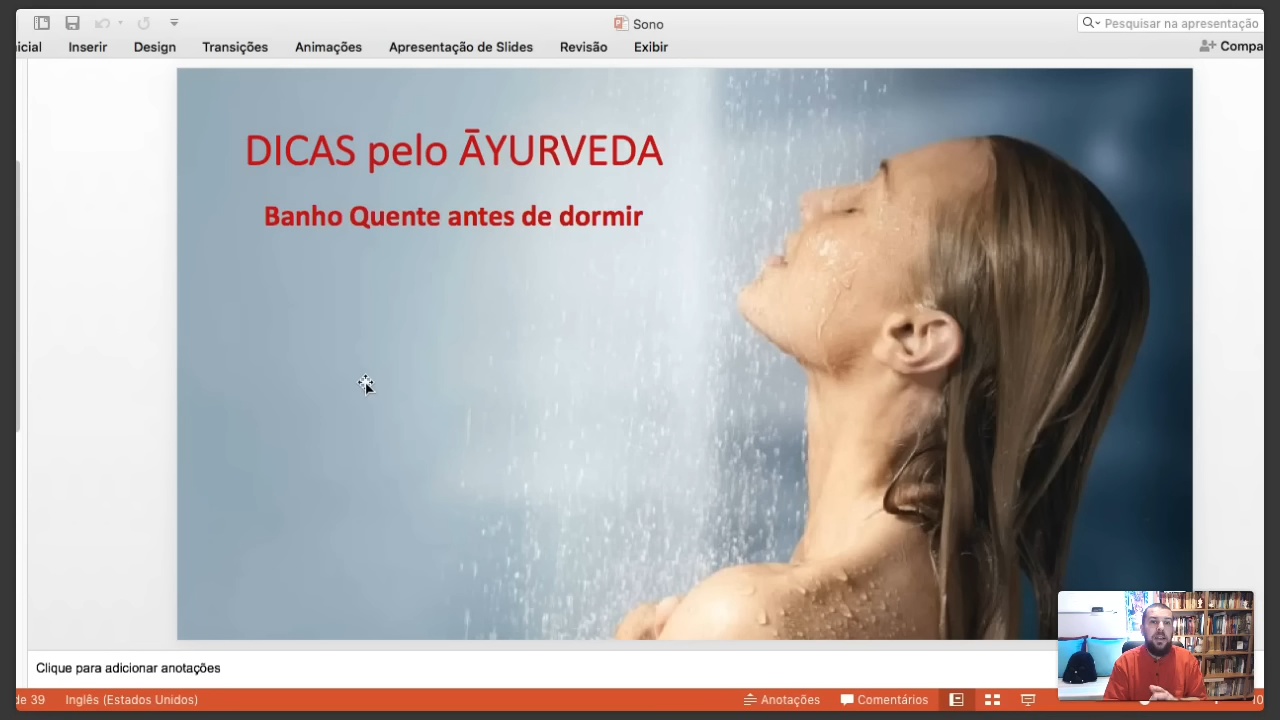 Sono
Pesquisar na apresentação
icial Inserir Design Transições Animações Apresentação de Slides Revisão Exibir Compa
DICAS pelo ĀYURVEDA
Banho Quente antes de dormir
Clique para adicionar anotações
de 39 Inglês (Estados Unidos) Anotações Comentários